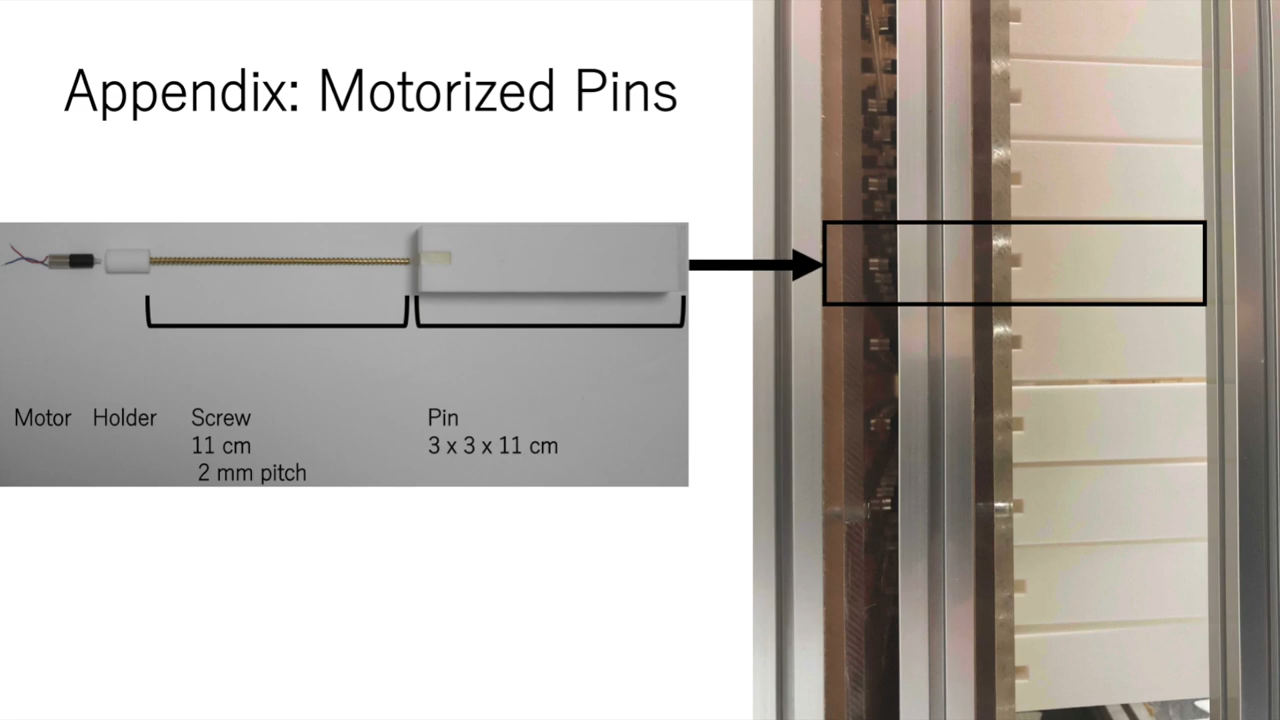 Appendix: Motorized Pins
Motor
Holder
Screw
11 cm
2 mm pitch
Pin
3 x 3 x 11 cm